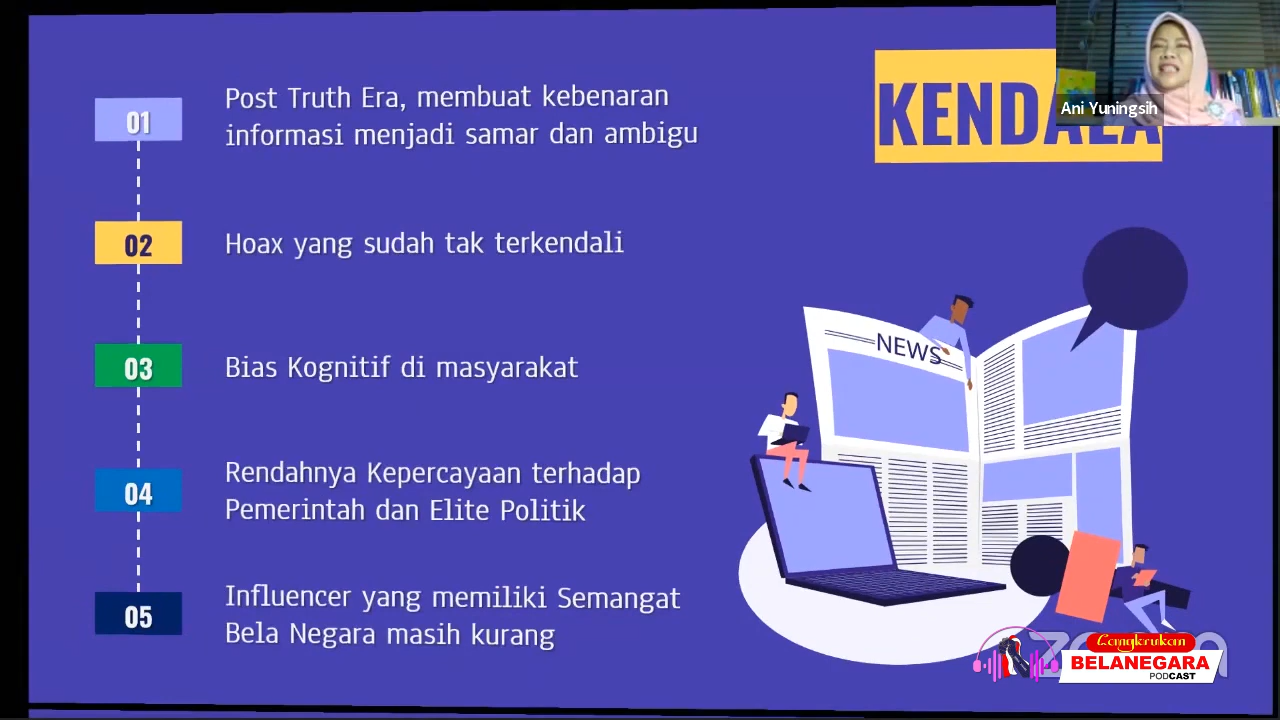 KENDALA
Ani Yuningsih
01
Post Truth Era, membuat kebenaran
informasi menjadi samar dan ambigu
02
Hoax yang sudah tak terkendali
03
Bias Kognitif di masyarakat
04
Rendahnya Kepercayaan terhadap
Pemerintah dan Elite Politik
05
Influencer yang memiliki Semangat
Bela Negara masih kurang
NEWS
Cangkrukan
BELANEGARA
PODCAST